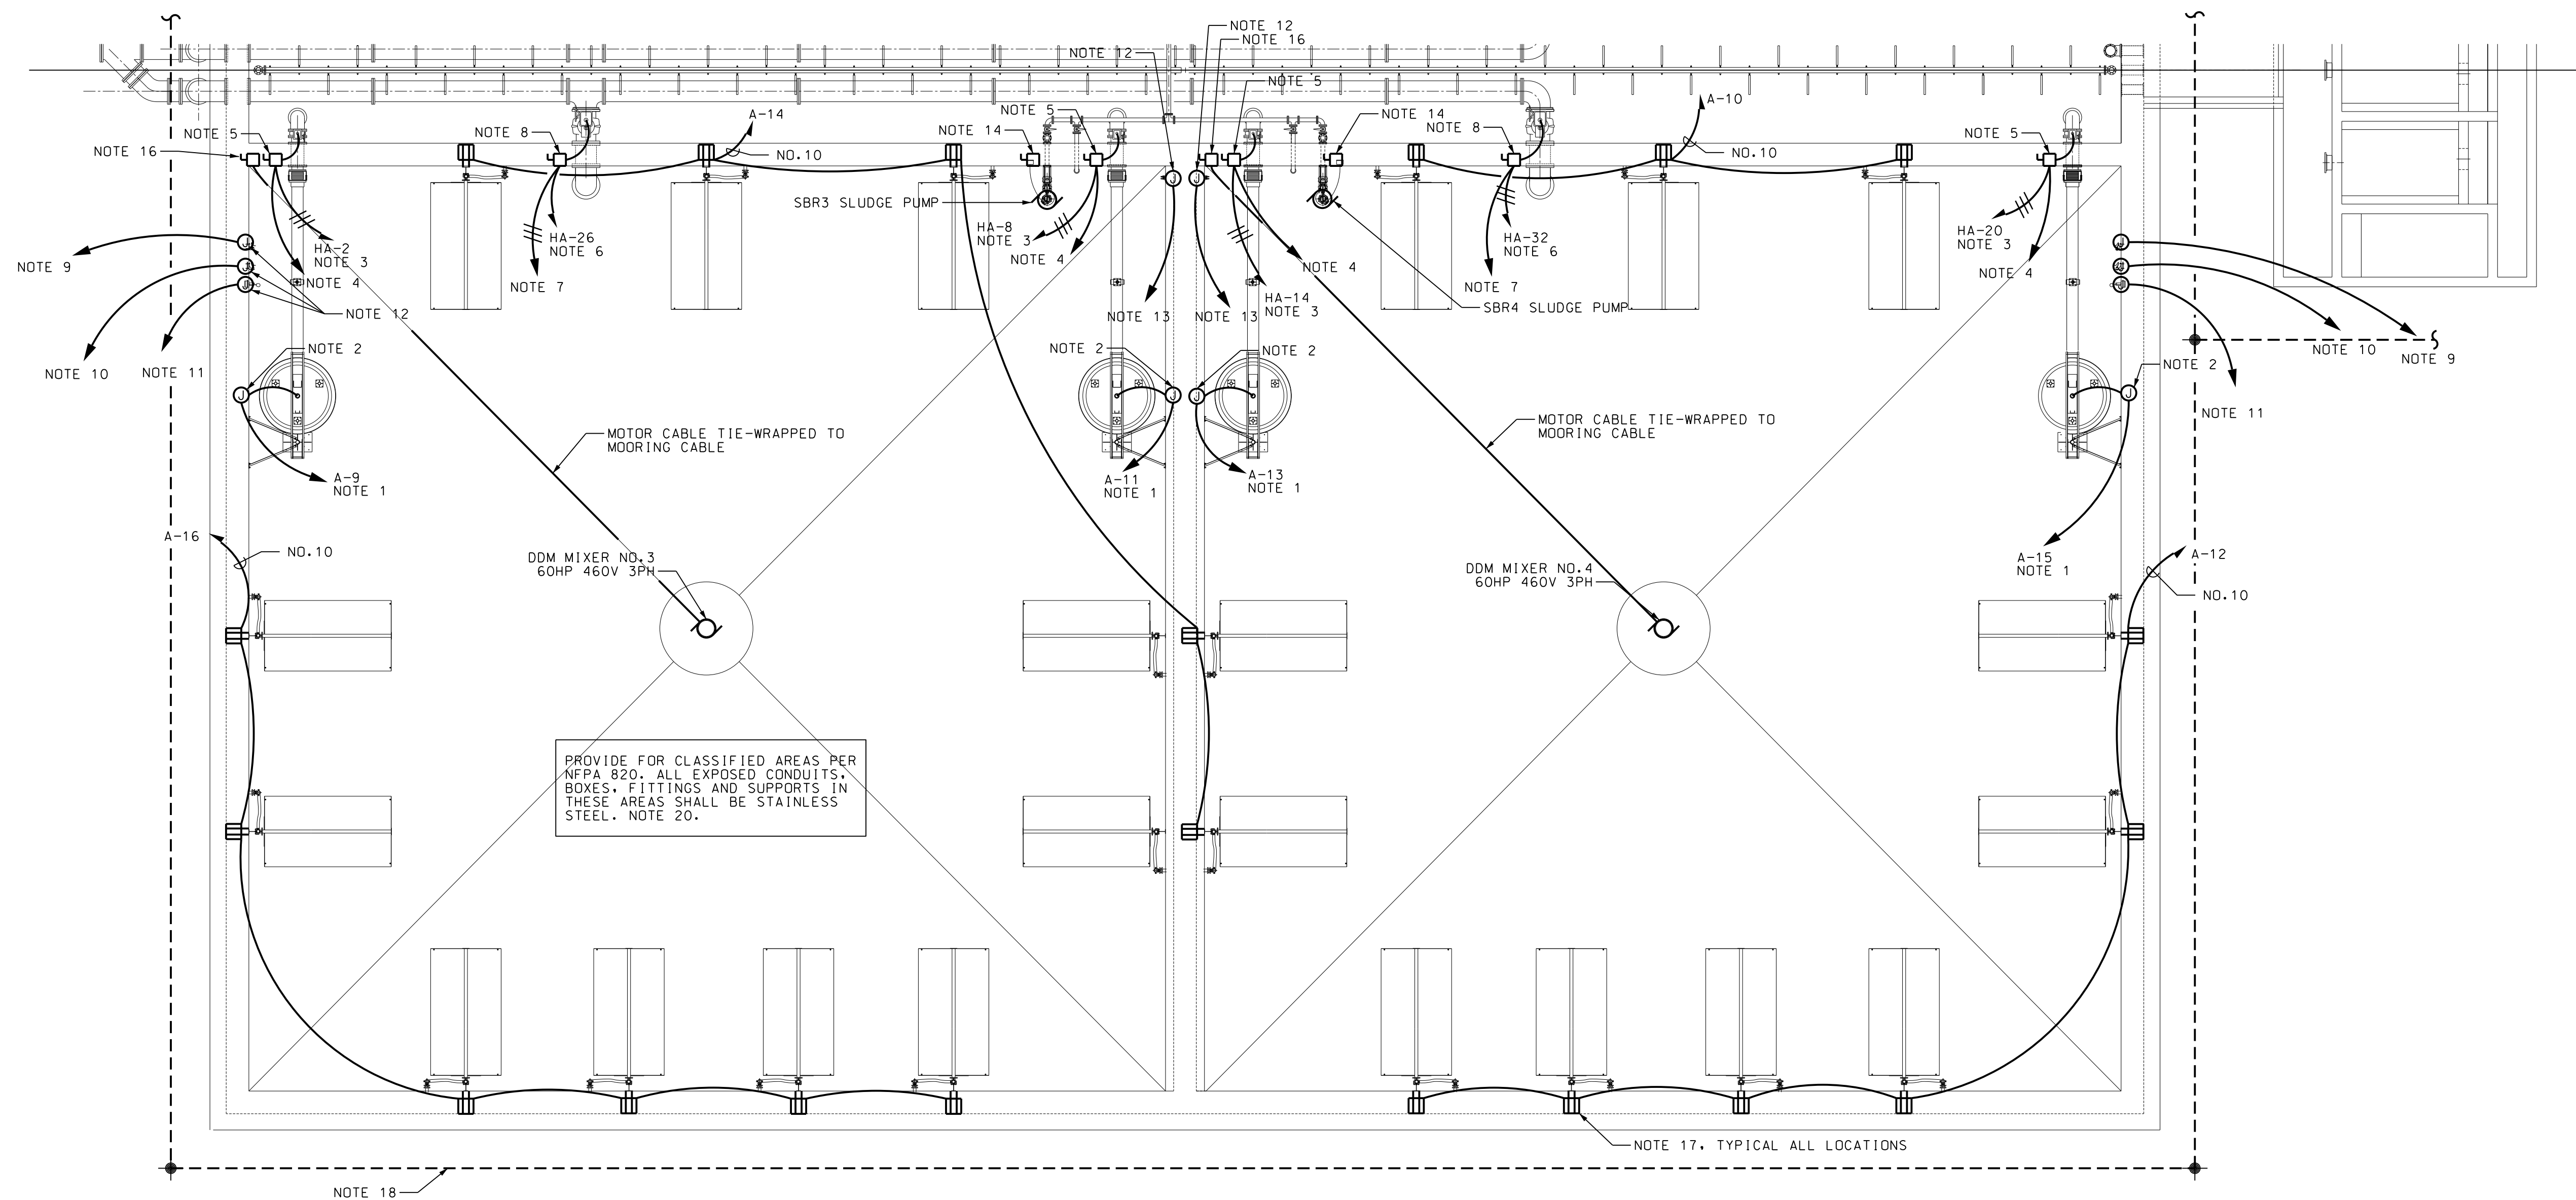 NOTE 12
NOTE 16
NOTE 12
NOTE 5
A-14
A-10
NOTE 5
NOTE 8
NOTE 14
NOTE 5
NOTE 14
NOTE 8
NOTE 5
NOTE 16
NO.10
NO.10
SBR3 SLUDGE PUMP
HA-2
NOTE 3
NOTE 4
HA-26
NOTE 6
NOTE 7
HA-8
NOTE 3
NOTE 4
NOTE 4
HA-14
NOTE 3
HA-32
NOTE 6
NOTE 7
HA-20
NOTE 3
NOTE 4
J
J
NOTE 9
J
J
J
J
J
J
NOTE 12
NOTE 13
NOTE 13
SBR4 SLUDGE PUMP
NOTE 10
NOTE 11
NOTE 2
NOTE 2
NOTE 2
NOTE 10
NOTE 9
NOTE 2
J
J
J
J
NOTE 11
MOTOR CABLE TIE-WRAPPED TO
MOORING CABLE
MOTOR CABLE TIE-WRAPPED TO
MOORING CABLE
A-9
NOTE 1
A-11
NOTE 1
A-13
NOTE 1
A-16
NO.10
DDM MIXER NO.3
60HP 460V 3PH
DDM MIXER NO.4
60HP 460V 3PH
A-15
NOTE 1
A-12
NO.10
PROVIDE FOR CLASSIFIED AREAS PER
NFPA 820. ALL EXPOSED CONDUITS,
BOXES, FITTINGS AND SUPPORTS IN
THESE AREAS SHALL BE STAINLESS
STEEL. NOTE 20.
NOTE 17, TYPICAL ALL LOCATIONS
NOTE 18